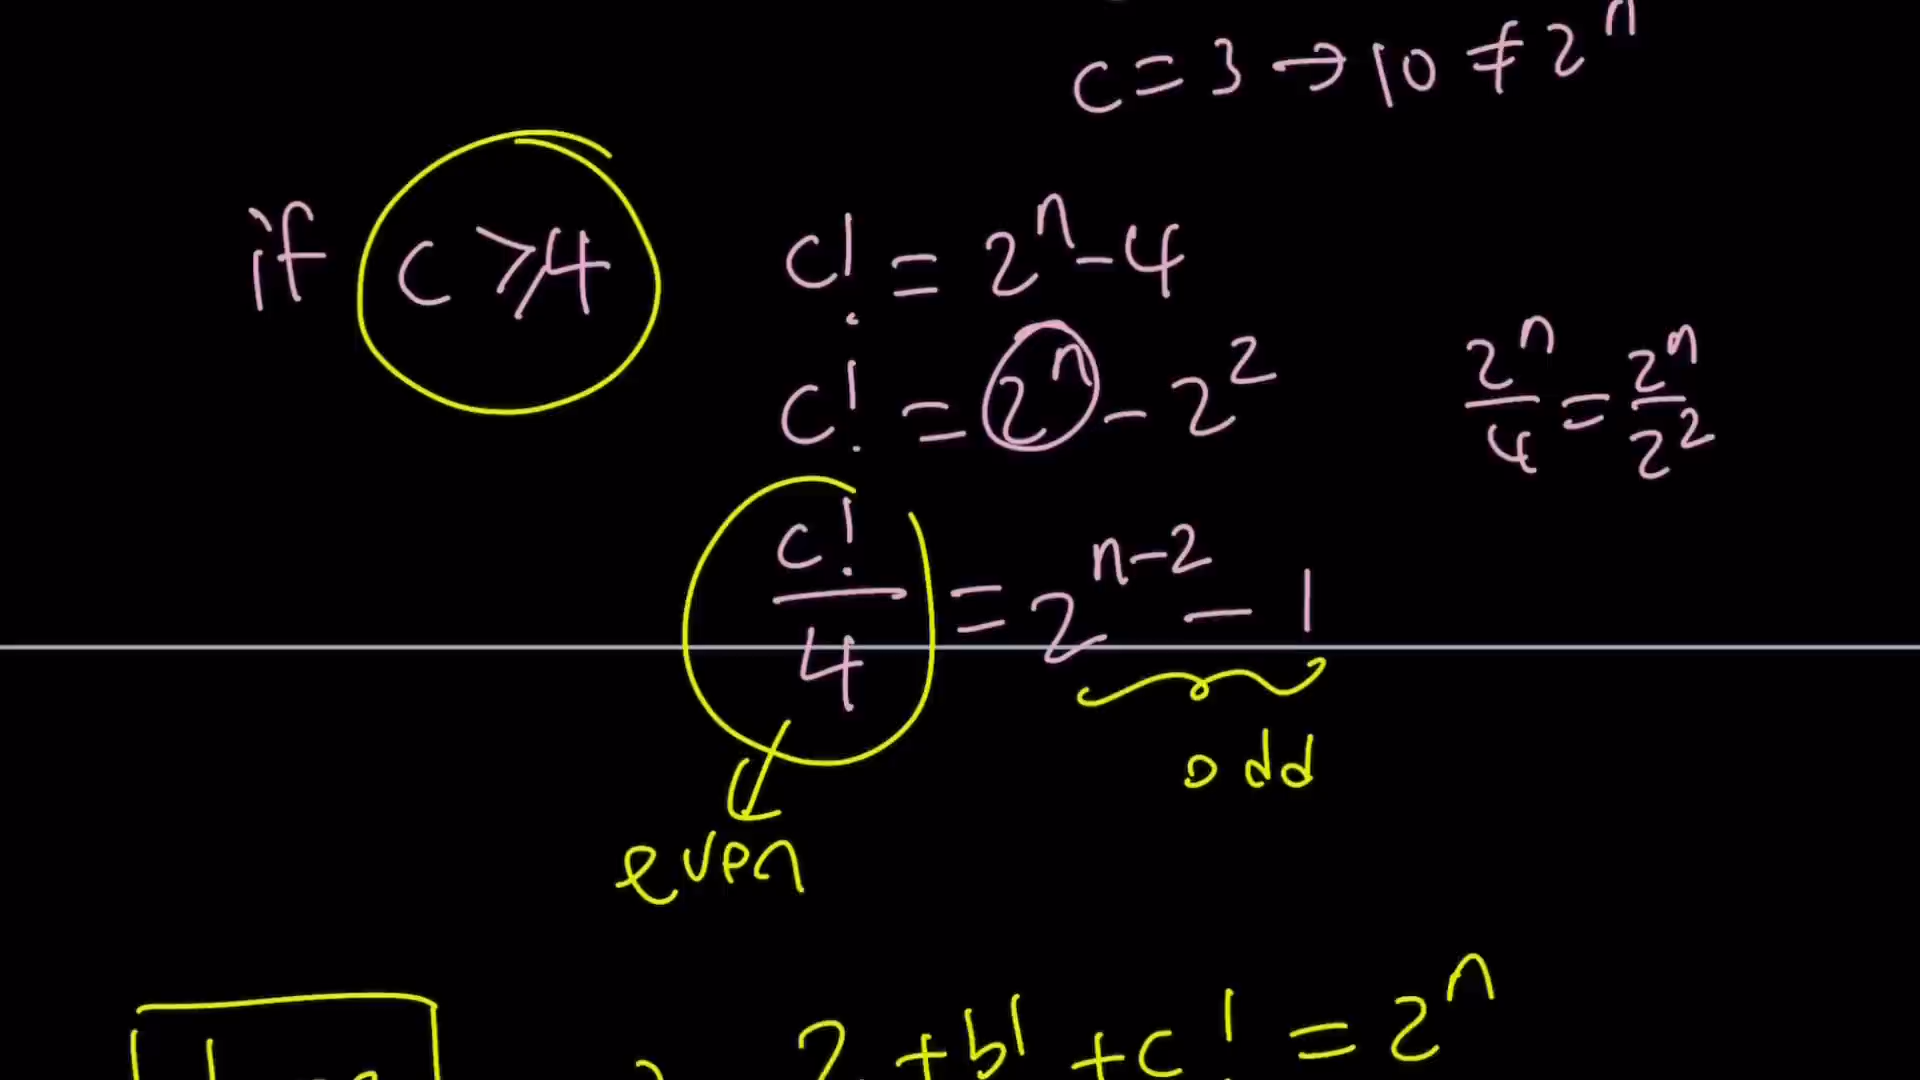 c = 3 → 10 ≠ 2^n
if c ≥ 4 c! = 2^n - 4
c! = 2^n - 2^2 2^n/4 = 2^n/2^2
c!/4 = 2^(n-2) - 1
odd
even
2 + b! + c! = 2^n